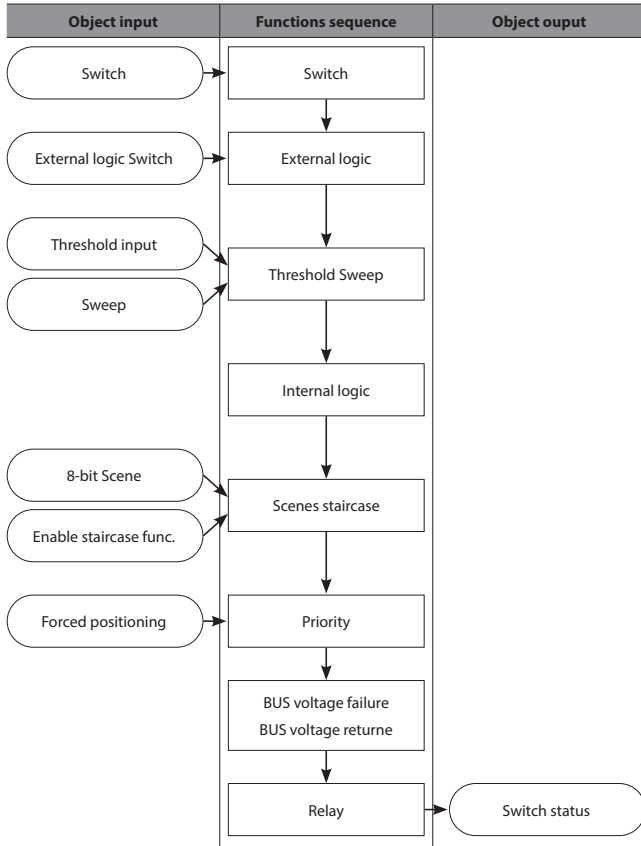 Object input
Functions sequence
Object ouput
Switch
Switch
External logic Switch
External logic
Threshold input
Threshold Sweep
Sweep
Internal logic
8-bit Scene
Scenes staircase
Enable staircase func.
Forced positioning
Priority
BUS voltage failure
BUS voltage returne
Relay
Switch status